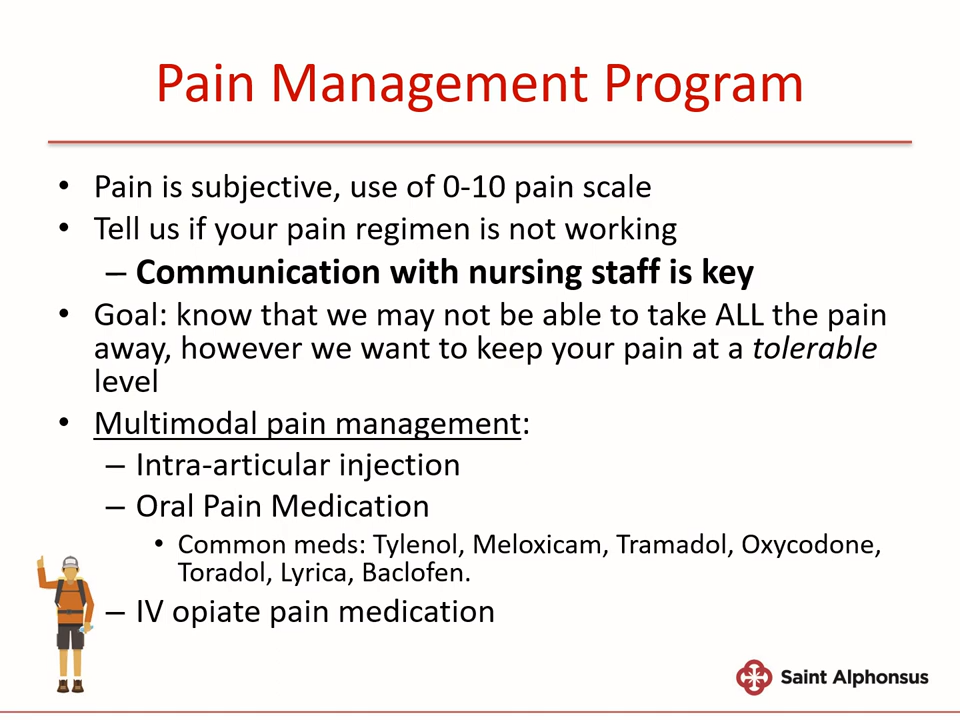 Pain Management Program
• Pain is subjective, use of 0-10 pain scale
• Tell us if your pain regimen is not working
– Communication with nursing staff is key
• Goal: know that we may not be able to take ALL the pain
away, however we want to keep your pain at a tolerable
level
• Multimodal pain management:
– Intra-articular injection
– Oral Pain Medication
• Common meds: Tylenol, Meloxicam, Tramadol, Oxycodone,
Toradol, Lyrica, Baclofen.
– IV opiate pain medication
Saint Alphonsus